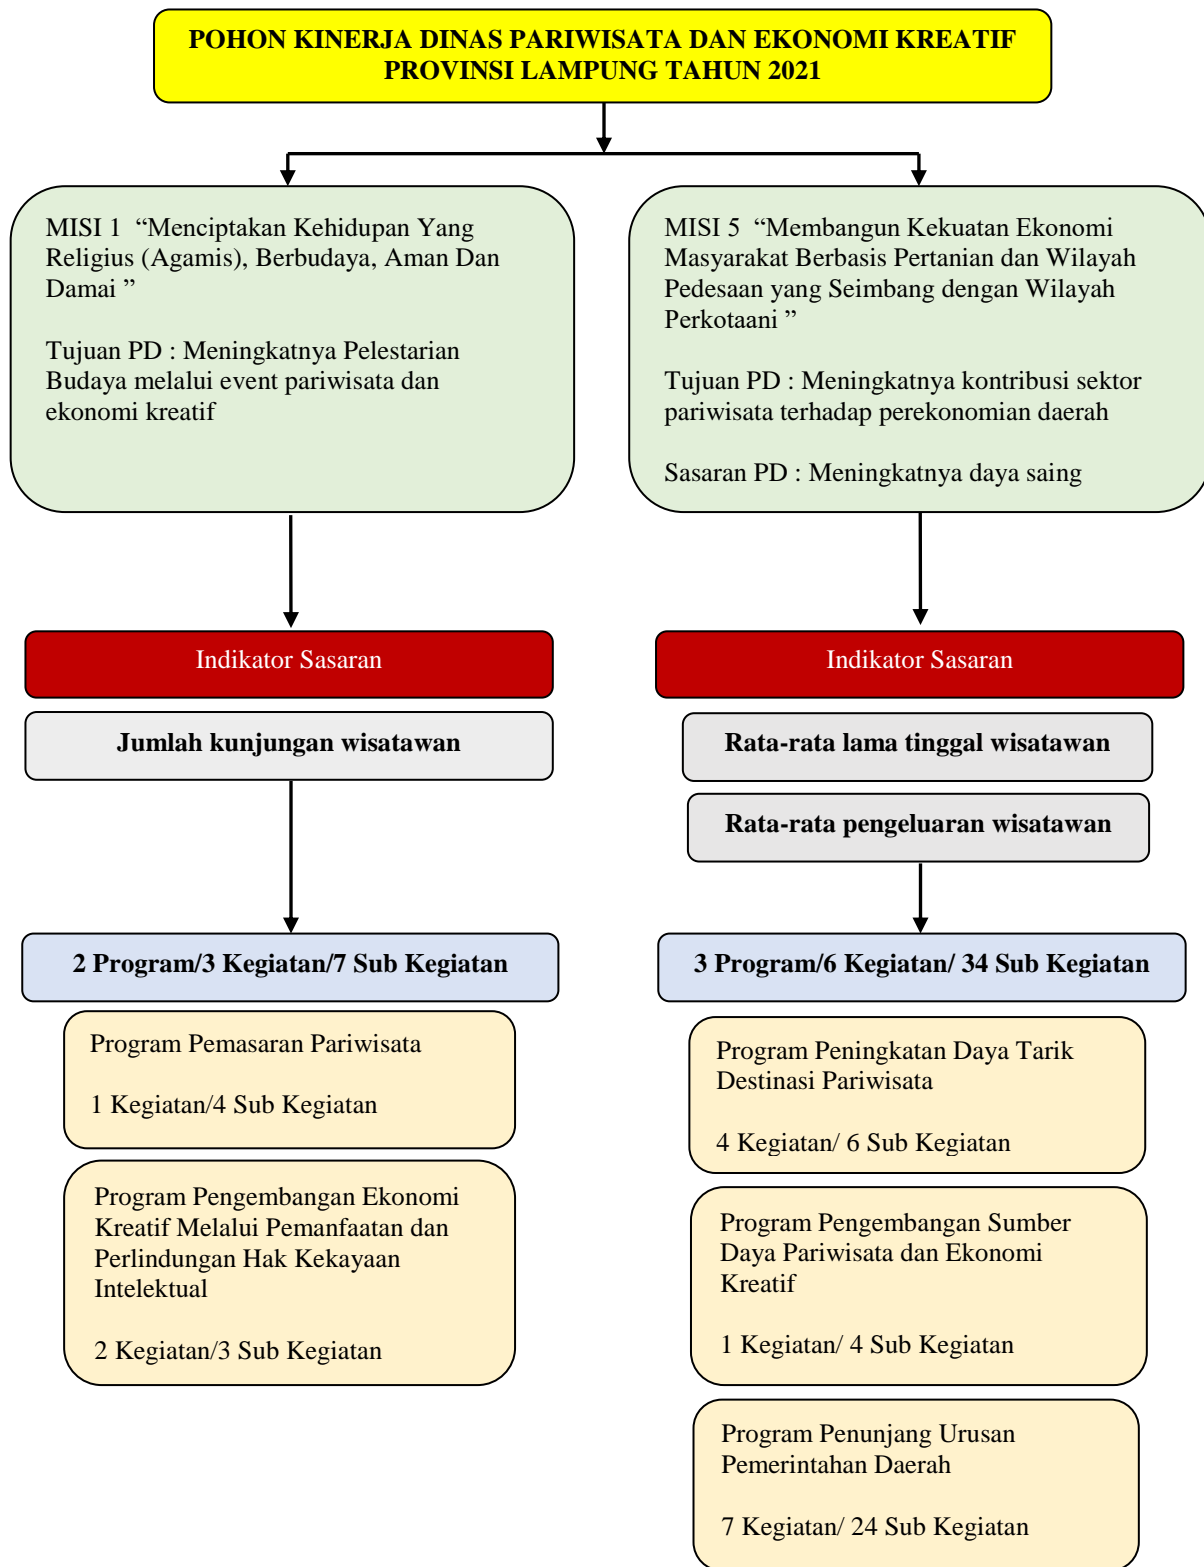 POHON KINERJA DINAS PARIWISATA DAN EKONOMI KREATIF
PROVINSI LAMPUNG TAHUN 2021
MISI 1 “Menciptakan Kehidupan Yang
Religius (Agamis), Berbudaya, Aman Dan
Damai ”
Tujuan PD : Meningkatnya Pelestarian
Budaya melalui event pariwisata dan
ekonomi kreatif
MISI 5 “Membangun Kekuatan Ekonomi
Masyarakat Berbasis Pertanian dan Wilayah
Pedesaan yang Seimbang dengan Wilayah
Perkotaani ”
Tujuan PD : Meningkatnya kontribusi sektor
pariwisata terhadap perekonomian daerah
Sasaran PD : Meningkatnya daya saing
Indikator Sasaran
Jumlah kunjungan wisatawan
Indikator Sasaran
Rata-rata lama tinggal wisatawan
Rata-rata pengeluaran wisatawan
2 Program/3 Kegiatan/7 Sub Kegiatan
Program Pemasaran Pariwisata
1 Kegiatan/4 Sub Kegiatan
Program Pengembangan Ekonomi
Kreatif Melalui Pemanfaatan dan
Perlindungan Hak Kekayaan
Intelektual
2 Kegiatan/3 Sub Kegiatan
3 Program/6 Kegiatan/ 34 Sub Kegiatan
Program Peningkatan Daya Tarik
Destinasi Pariwisata
4 Kegiatan/ 6 Sub Kegiatan
Program Pengembangan Sumber
Daya Pariwisata dan Ekonomi
Kreatif
1 Kegiatan/ 4 Sub Kegiatan
Program Penunjang Urusan
Pemerintahan Daerah
7 Kegiatan/ 24 Sub Kegiatan